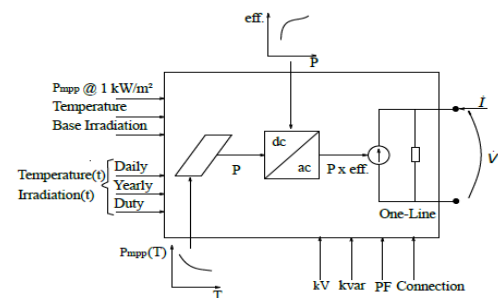 eff.
P
Pmpp @ 1 kW/m²
Temperature
Base Irradiation
Temperature(t)
Irradiation(t)
Daily
Yearly
Duty
P
dc
ac
P x eff.
İ
V̇
One-Line
Pmpp(T)
T
kV kvar PF Connection